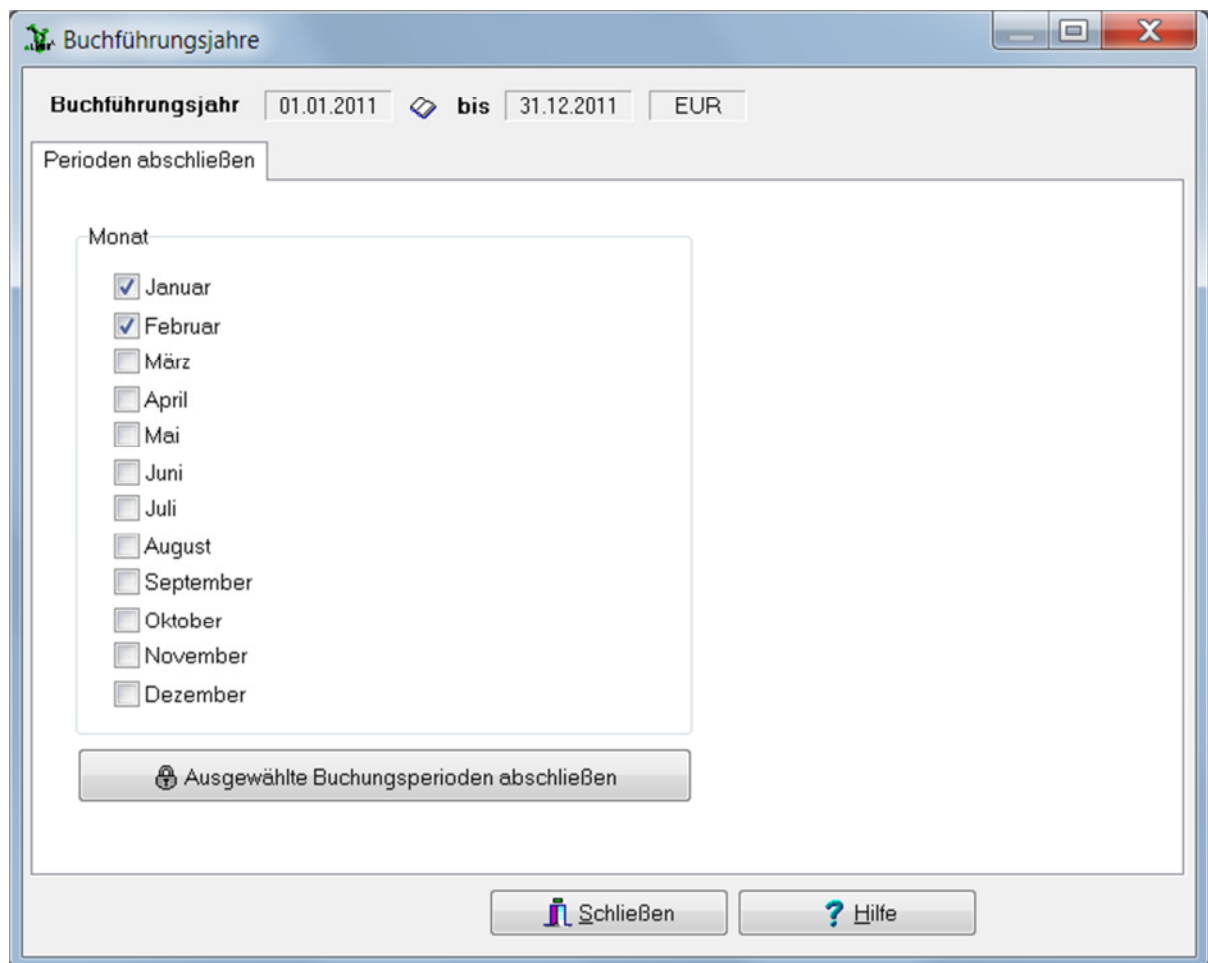 Buchführungsjahre
Buchführungsjahr 01.01.2011 bis 31.12.2011 EUR
Perioden abschließen
Monat
Januar
Februar
März
April
Mai
Juni
Juli
August
September
Oktober
November
Dezember
Ausgewählte Buchungsperioden abschließen
Schließen ? Hilfe